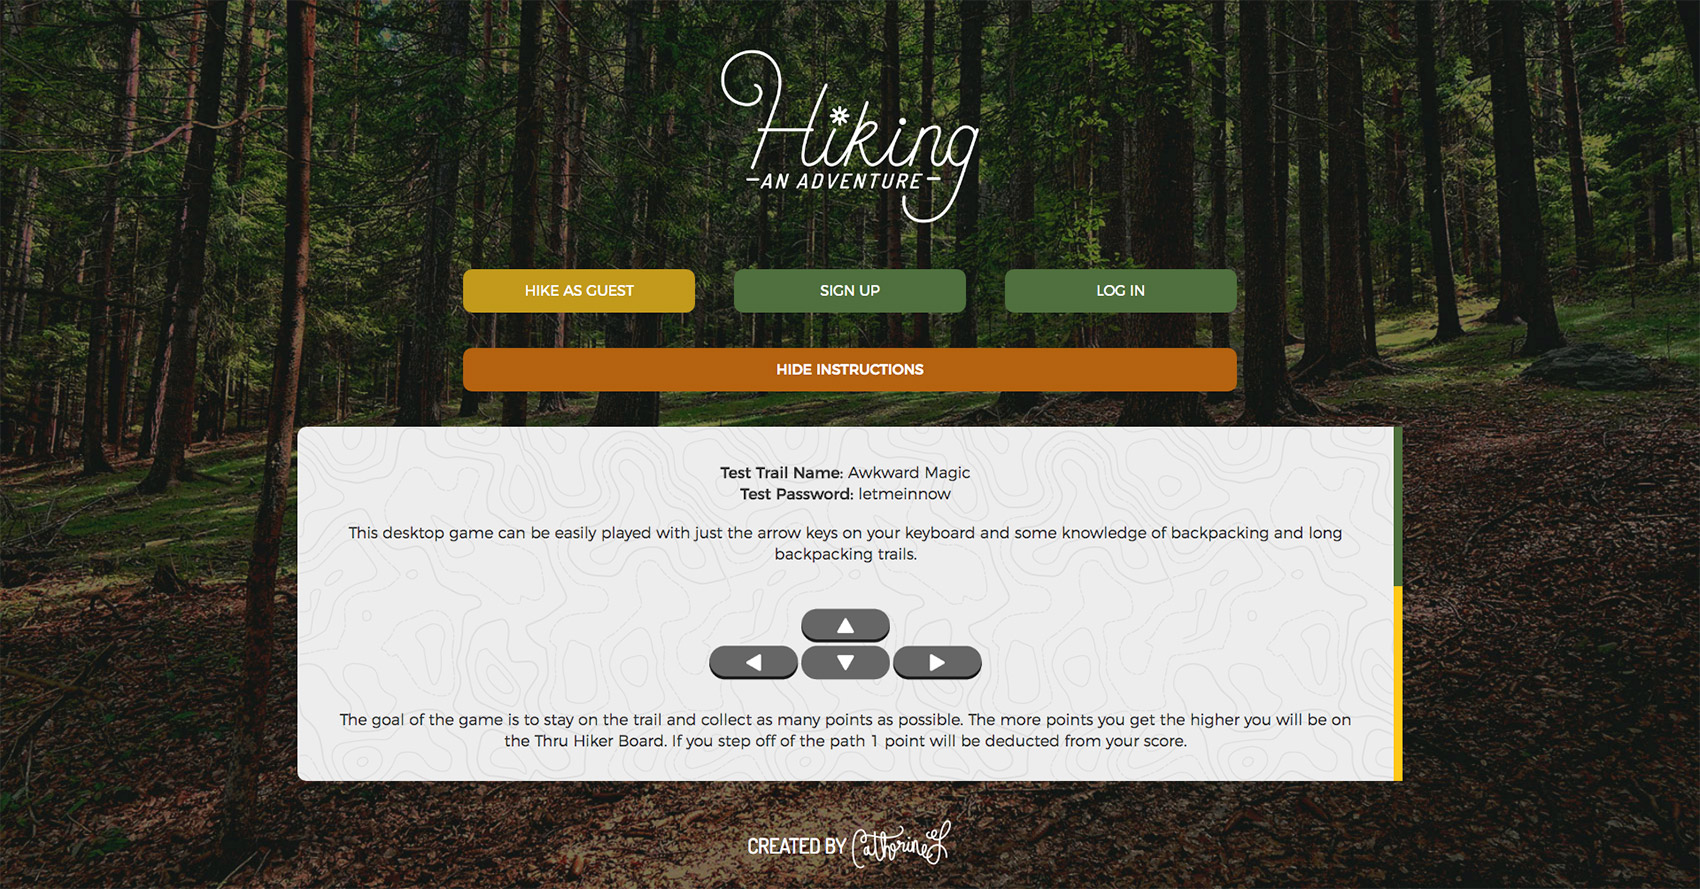 Hiking
-AN ADVENTURE-
HIKE AS GUEST
SIGN UP
LOG IN
HIDE INSTRUCTIONS
Test Trail Name: Awkward Magic
Test Password: letmeinnow
This desktop game can be easily played with just the arrow keys on your keyboard and some knowledge of backpacking and long
backpacking trails.
The goal of the game is to stay on the trail and collect as many points as possible. The more points you get the higher you will be on
the Thru Hiker Board. If you step off of the path 1 point will be deducted from your score.
CREATED BY CatherineL